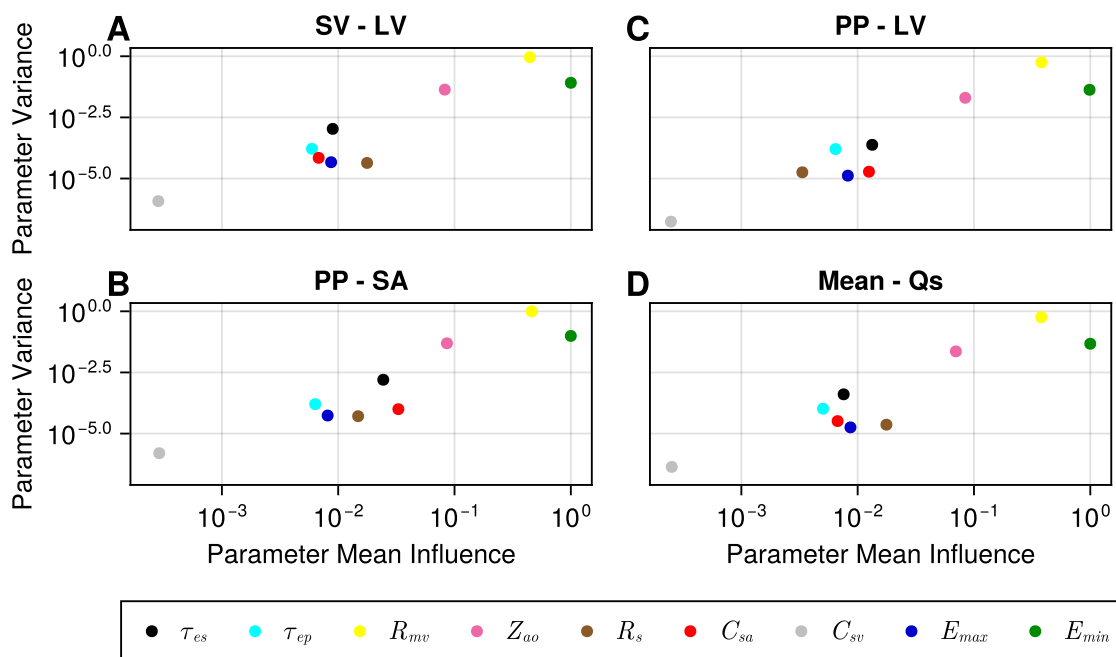 A SV - LV
C PP - LV
Parameter Variance
10^0.0
10^−2.5
10^−5.0
B PP - SA
D Mean - Qs
Parameter Variance
10^0.0
10^−2.5
10^−5.0
10^−3 10^−2 10^−1 10^0
10^−3 10^−2 10^−1 10^0
Parameter Mean Influence
Parameter Mean Influence
τ_es τ_ep R_mv Z_ao R_s C_sa C_sv E_max E_min